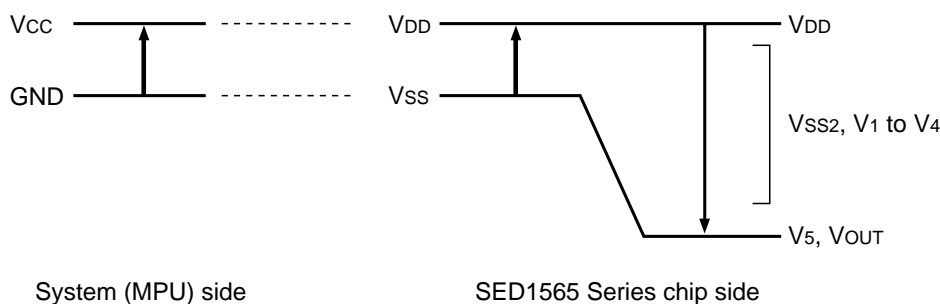 VCC
VDD
VDD
GND
VSS
VSS2, V1 to V4
V5, VOUT
System (MPU) side
SED1565 Series chip side